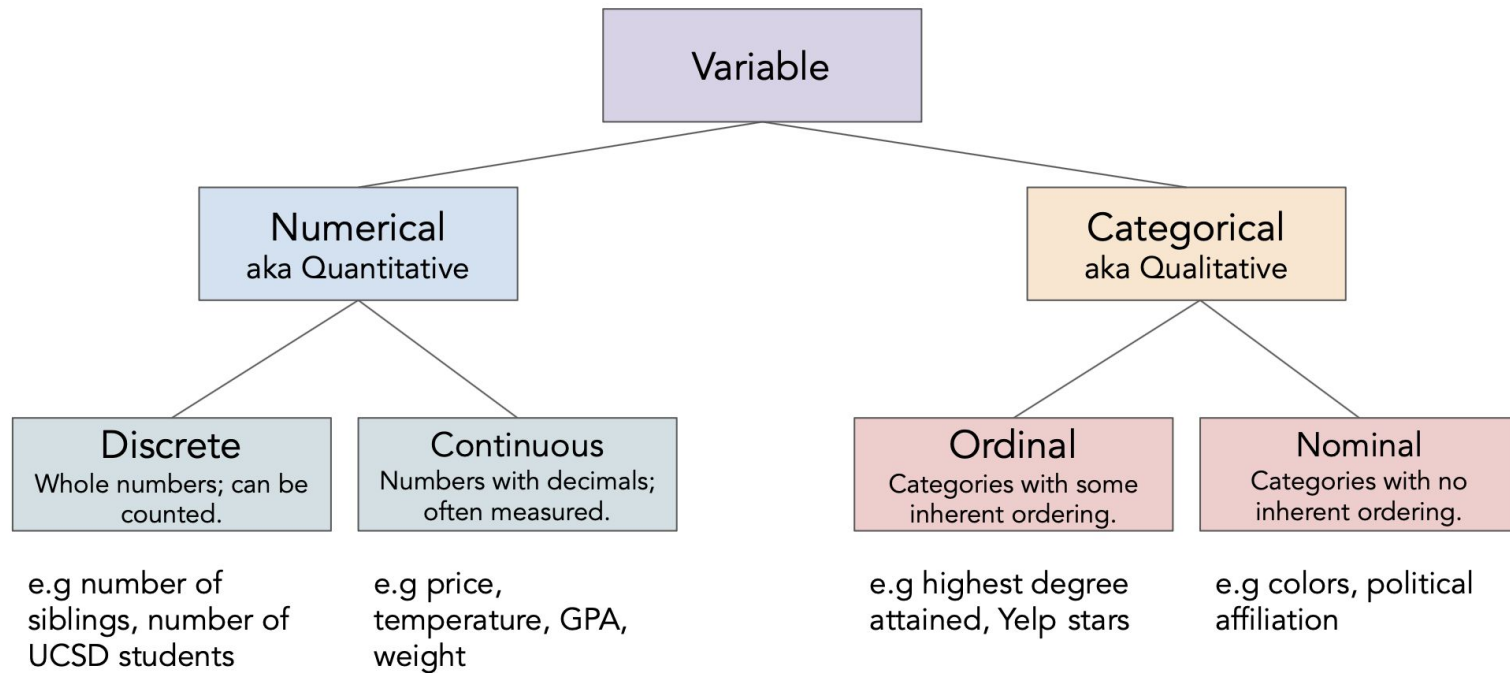 Variable
Numerical
aka Quantitative
Categorical
aka Qualitative
Discrete
Whole numbers; can be
counted.
Continuous
Numbers with decimals;
often measured.
Ordinal
Categories with some
inherent ordering.
Nominal
Categories with no
inherent ordering.
e.g number of
siblings, number of
UCSD students
e.g price,
temperature, GPA,
weight
e.g highest degree
attained, Yelp stars
e.g colors, political
affiliation